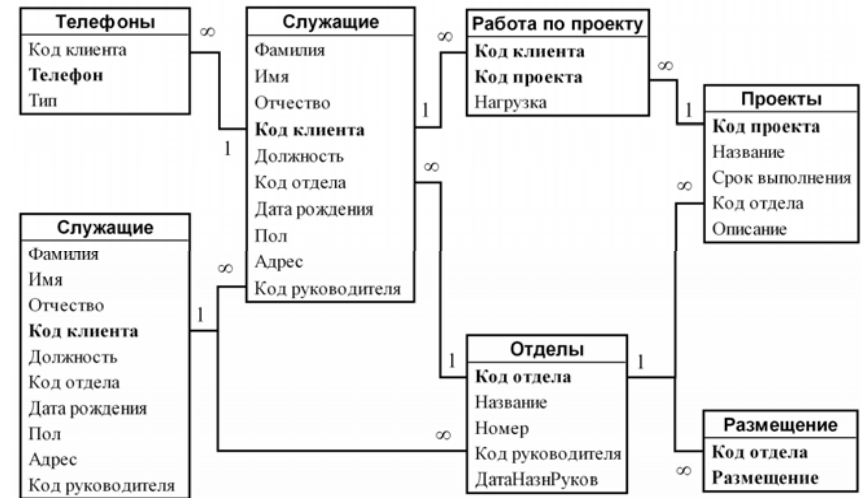 Телефоны
Код клиента
Телефон
Тип
∞
1
Служащие
Фамилия
Имя
Отчество
Код клиента
Должность
Код отдела
Дата рождения
Пол
Адрес
Код руководителя
∞
1
∞
Работа по проекту
Код клиента
Код проекта
Нагрузка
∞
1
Проекты
Код проекта
Название
Срок выполнения
Код отдела
Описание
∞
Служащие
Фамилия
Имя
Отчество
Код клиента
Должность
Код отдела
Дата рождения
Пол
Адрес
Код руководителя
1
∞
∞
1
Отделы
Код отдела
Название
Номер
Код руководителя
ДатаНазнРуков
1
∞
Размещение
Код отдела
Размещение